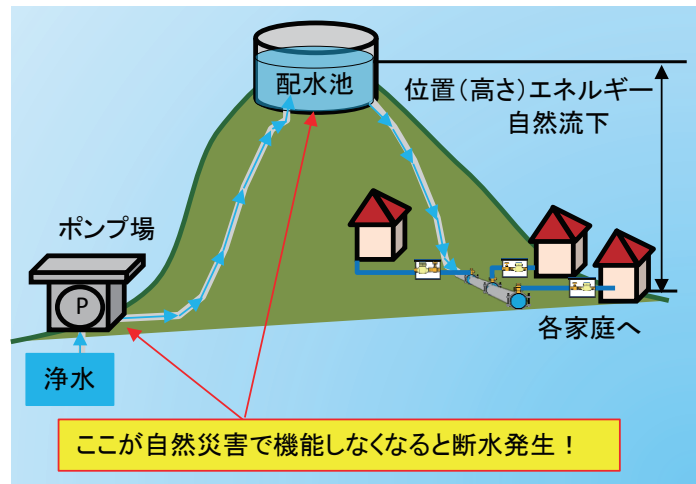 配水池
位置（高さ）エネルギー
自然流下
ポンプ場
P
各家庭へ
浄水
ここが自然災害で機能しなくなると断水発生！